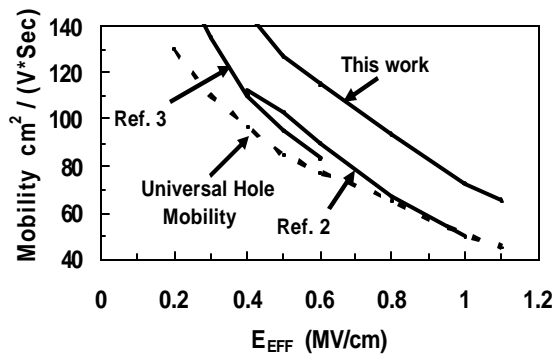 140
120
100
80
60
40
Mobility cm² / (V*Sec)
This work
Ref. 3
Universal Hole
Mobility
Ref. 2
0 0.2 0.4 0.6 0.8 1 1.2
E_EFF (MV/cm)